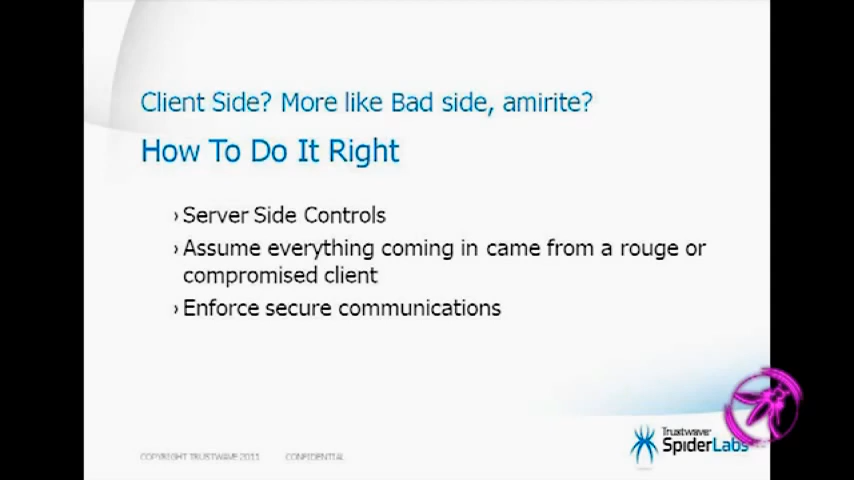 Client Side? More like Bad side, amirite?
How To Do It Right
› Server Side Controls
› Assume everything coming in came from a rouge or
compromised client
› Enforce secure communications
Trustwave
SpiderLabs
COPYRIGHT TRUSTWAVE 2011 CONFIDENTIAL